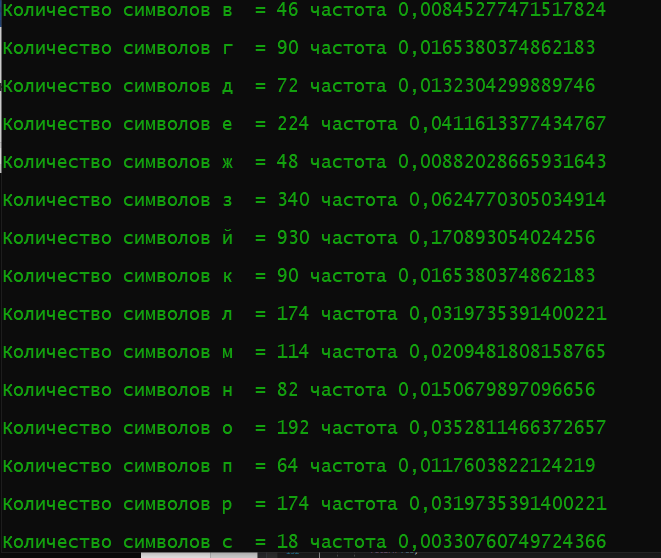 Количество символов в = 46 частота 0,00845277471517824
Количество символов г = 90 частота 0,0165380374862183
Количество символов д = 72 частота 0,0132304299889746
Количество символов е = 224 частота 0,0411613377434767
Количество символов ж = 48 частота 0,00882028665931643
Количество символов з = 340 частота 0,0624770305034914
Количество символов й = 930 частота 0,170893054024256
Количество символов к = 90 частота 0,0165380374862183
Количество символов л = 174 частота 0,0319735391400221
Количество символов м = 114 частота 0,0209481808158765
Количество символов н = 82 частота 0,0150679897096656
Количество символов о = 192 частота 0,0352811466372657
Количество символов п = 64 частота 0,0117603822124219
Количество символов р = 174 частота 0,0319735391400221
Количество символов с = 18 частота 0,00330760749724366